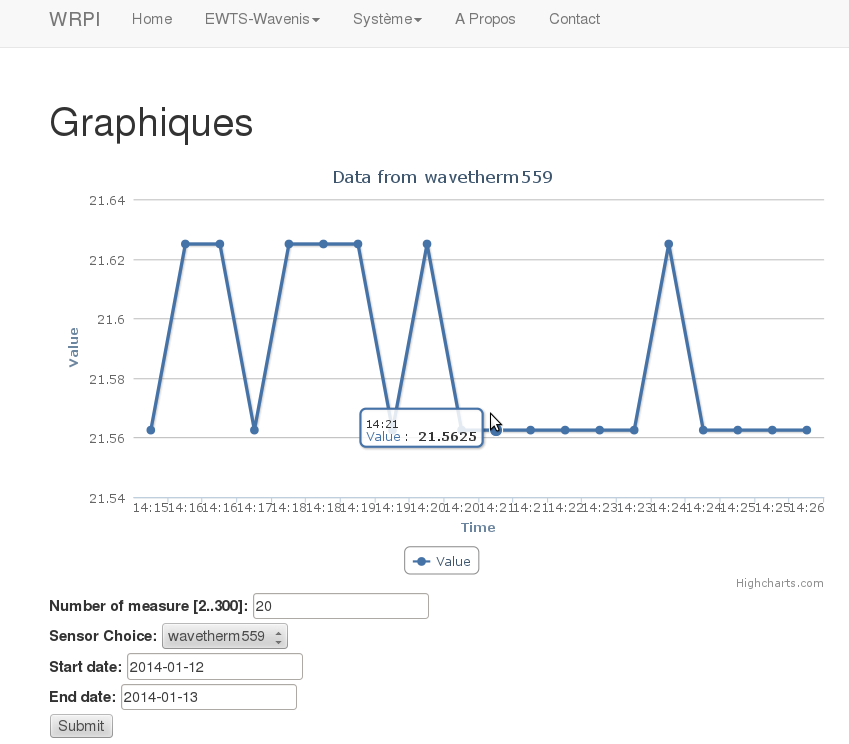 WRPI Home EWTS-Wavenis Système A Propos Contact
Graphiques
Data from wavetherm559
21.64
21.62
21.6
21.58
21.56
21.54
Value
14:21
Value : 21.5625
14:15 14:16 14:16 14:17 14:18 14:18 14:19 14:19 14:20 14:20 14:21 14:21 14:22 14:23 14:23 14:24 14:24 14:25 14:25 14:26
Time
Value
Highcharts.com
Number of measure [2..300]: 20
Sensor Choice: wavetherm559
Start date: 2014-01-12
End date: 2014-01-13
Submit